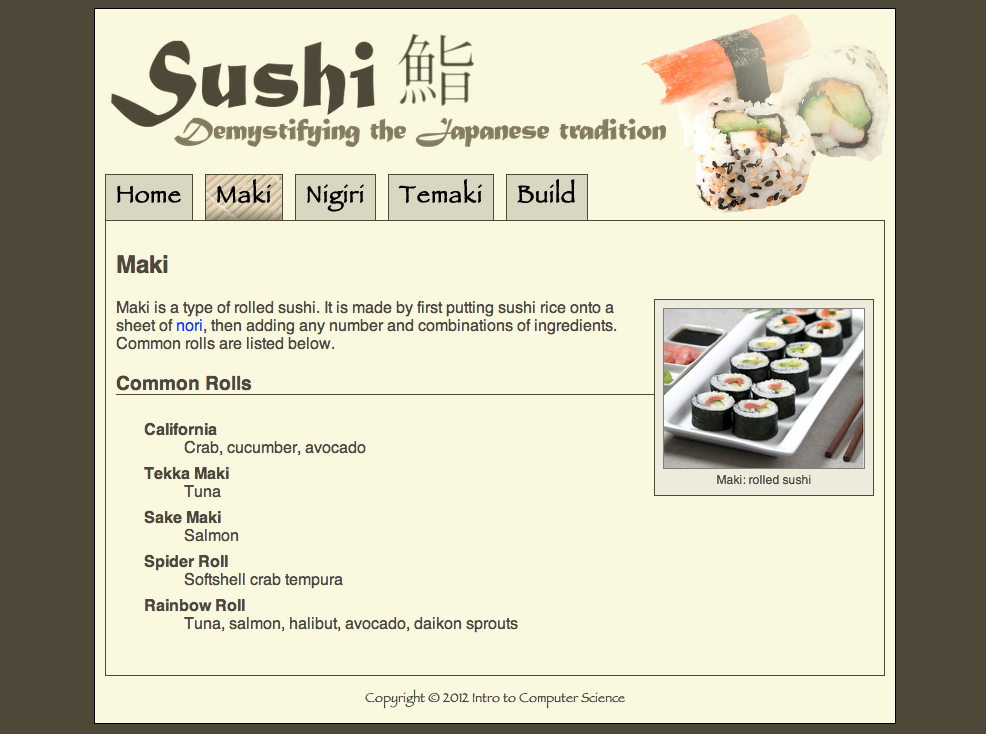 Sushi 鮨
Demystifying the Japanese tradition
Home Maki Nigiri Temaki Build
Maki
Maki is a type of rolled sushi. It is made by first putting sushi rice onto a
sheet of nori, then adding any number and combinations of ingredients.
Common rolls are listed below.
Maki: rolled sushi
Common Rolls
California
Crab, cucumber, avocado
Tekka Maki
Tuna
Sake Maki
Salmon
Spider Roll
Softshell crab tempura
Rainbow Roll
Tuna, salmon, halibut, avocado, daikon sprouts
Copyright © 2012 Intro to Computer Science